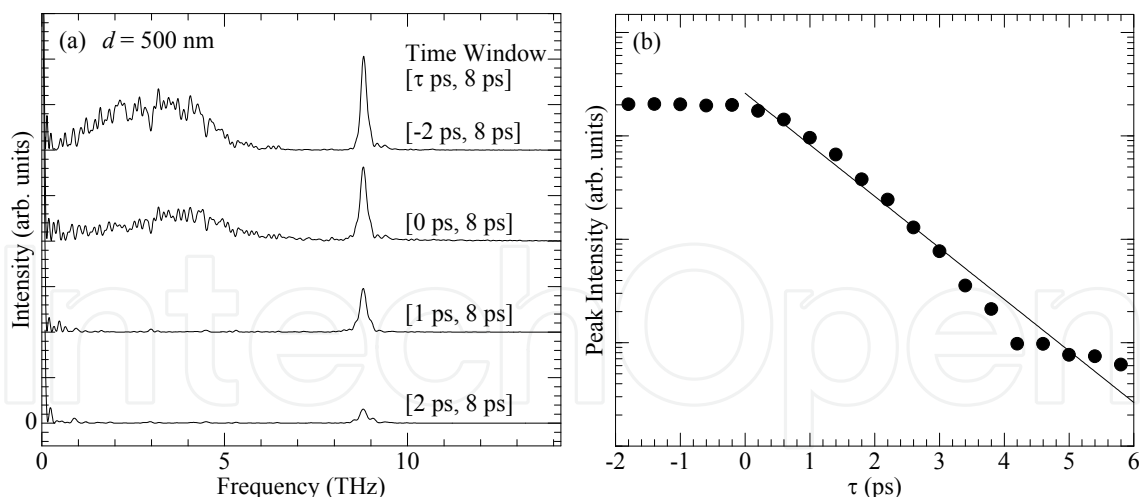 (a) d = 500 nm
Time Window
[τ ps, 8 ps]
[-2 ps, 8 ps]
[0 ps, 8 ps]
[1 ps, 8 ps]
[2 ps, 8 ps]
Intensity (arb. units)
0
0 5 10
Frequency (THz)
(b)
Peak Intensity (arb. units)
-2 -1 0 1 2 3 4 5 6
τ (ps)
IntechOpen